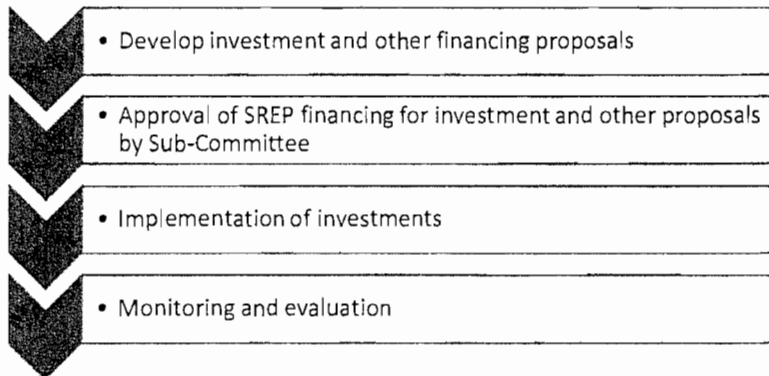 • Develop investment and other financing proposals
• Approval of SREP financing for investment and other proposals
by Sub-Committee
• Implementation of investments
• Monitoring and evaluation